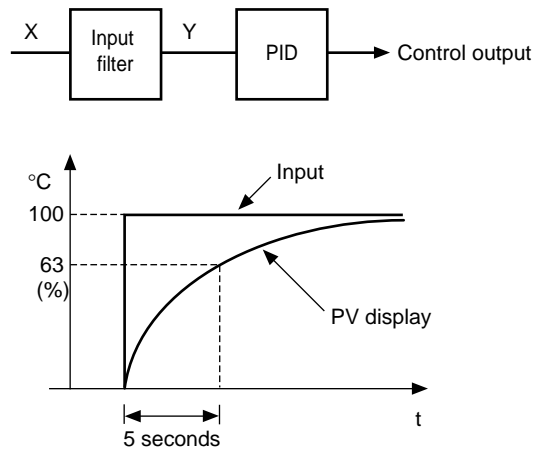 X
Input
filter
Y
PID
Control output
°C
100
63
(%)
Input
PV display
t
5 seconds